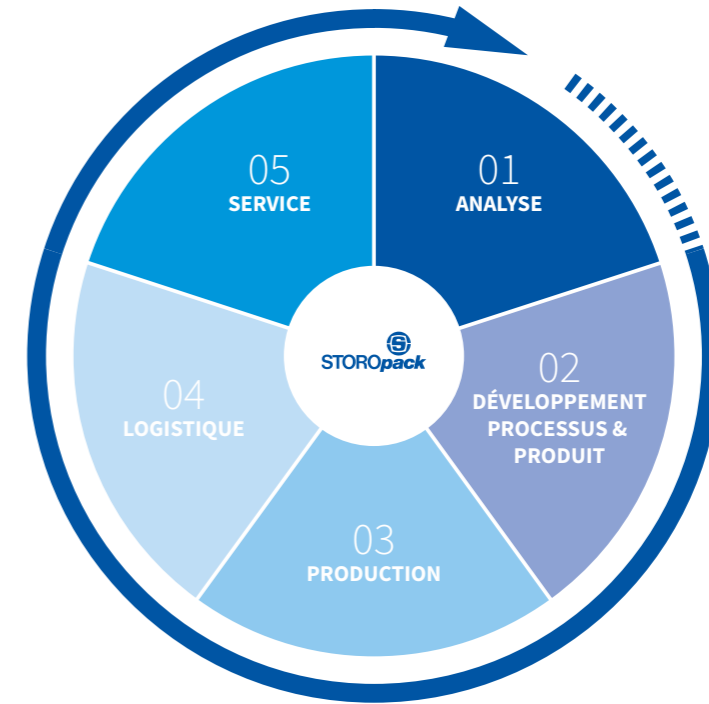 01
ANALYSE
02
DÉVELOPPEMENT
PROCESSUS &
PRODUIT
03
PRODUCTION
04
LOGISTIQUE
05
SERVICE
STOROpack